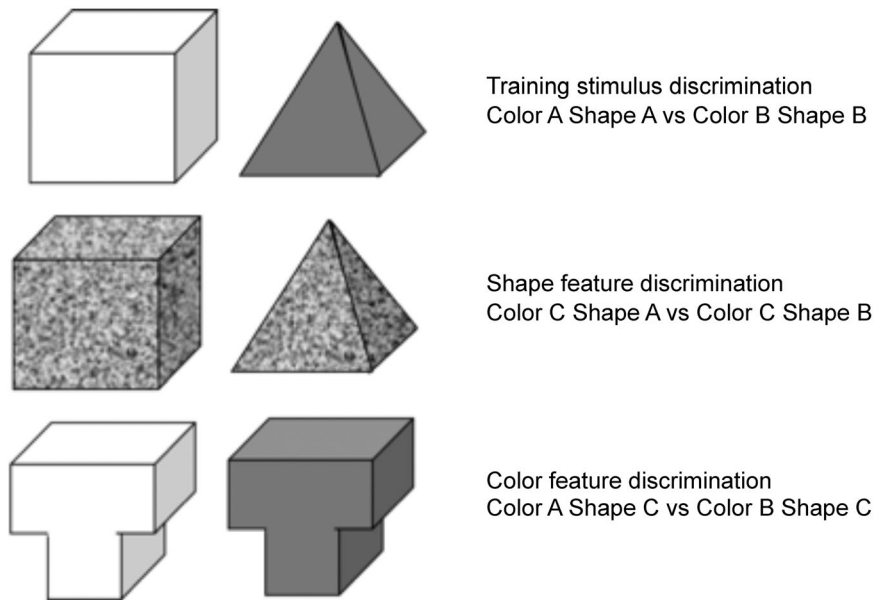 Training stimulus discrimination
Color A Shape A vs Color B Shape B
Shape feature discrimination
Color C Shape A vs Color C Shape B
Color feature discrimination
Color A Shape C vs Color B Shape C